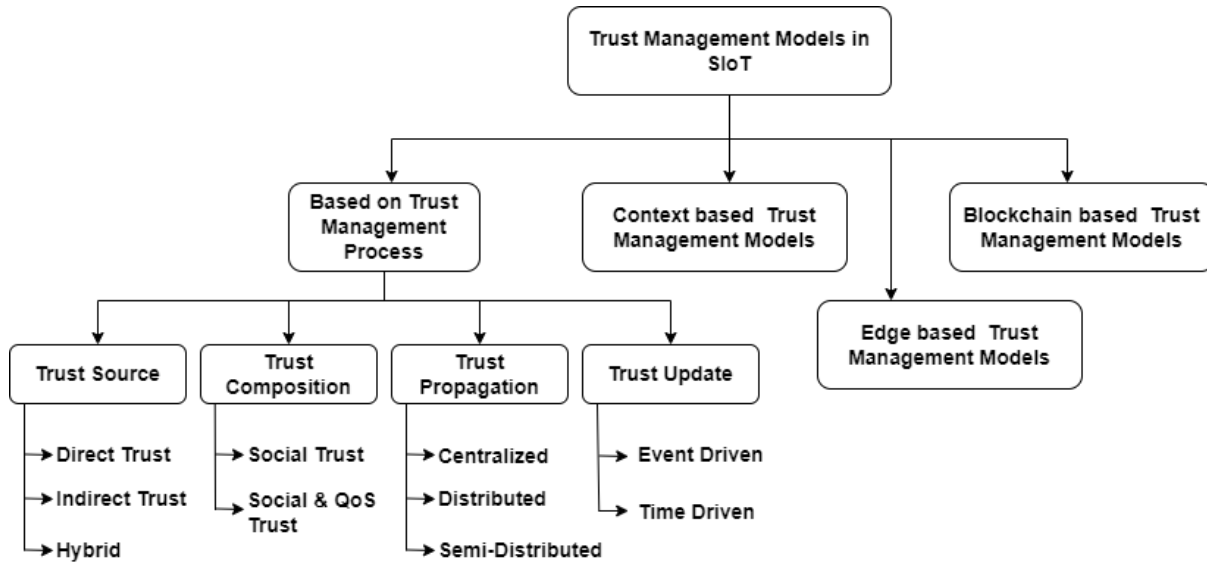 Trust Management Models in
SIoT
Based on Trust
Management
Process
Context based Trust
Management Models
Blockchain based Trust
Management Models
Edge based Trust
Management Models
Trust Source
Trust
Composition
Trust
Propagation
Trust Update
Direct Trust
Indirect Trust
Hybrid
Social Trust
Social & QoS
Trust
Centralized
Distributed
Semi-Distributed
Event Driven
Time Driven